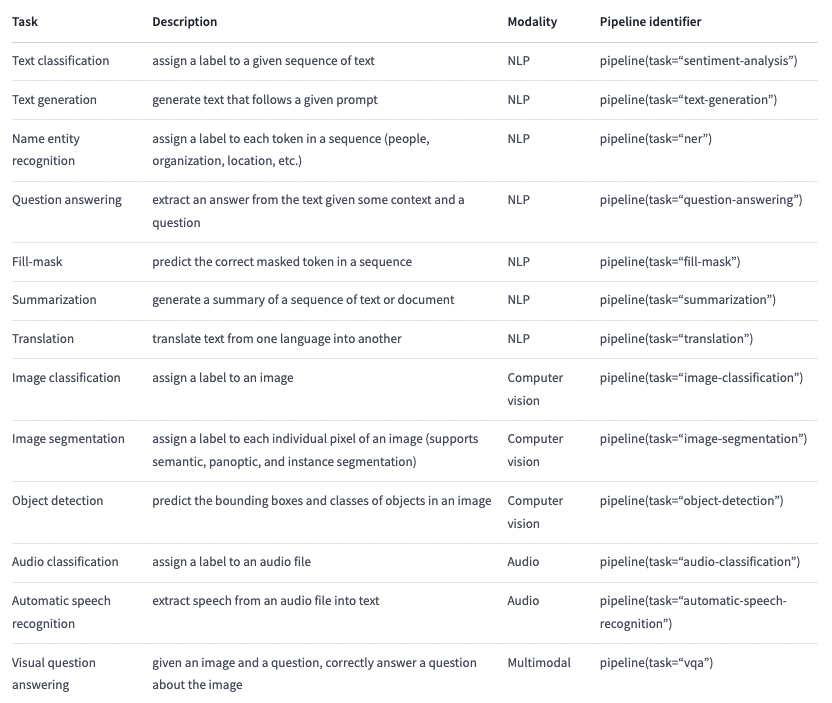 Task Description Modality Pipeline identifier
Text classification assign a label to a given sequence of text NLP pipeline(task=“sentiment-analysis”)
Text generation generate text that follows a given prompt NLP pipeline(task=“text-generation”)
Name entity assign a label to each token in a sequence (people, NLP pipeline(task=“ner”)
recognition organization, location, etc.)
Question answering extract an answer from the text given some context and a NLP pipeline(task=“question-answering”)
question
Fill-mask predict the correct masked token in a sequence NLP pipeline(task=“fill-mask”)
Summarization generate a summary of a sequence of text or document NLP pipeline(task=“summarization”)
Translation translate text from one language into another NLP pipeline(task=“translation”)
Image classification assign a label to an image Computer pipeline(task=“image-classification”)
vision
Image segmentation assign a label to each individual pixel of an image (supports Computer pipeline(task=“image-segmentation”)
semantic, panoptic, and instance segmentation) vision
Object detection predict the bounding boxes and classes of objects in an image Computer pipeline(task=“object-detection”)
vision
Audio classification assign a label to an audio file Audio pipeline(task=“audio-classification”)
Automatic speech extract speech from an audio file into text Audio pipeline(task=“automatic-speech-
recognition recognition”)
Visual question given an image and a question, correctly answer a question Multimodal pipeline(task=“vqa”)
answering about the image